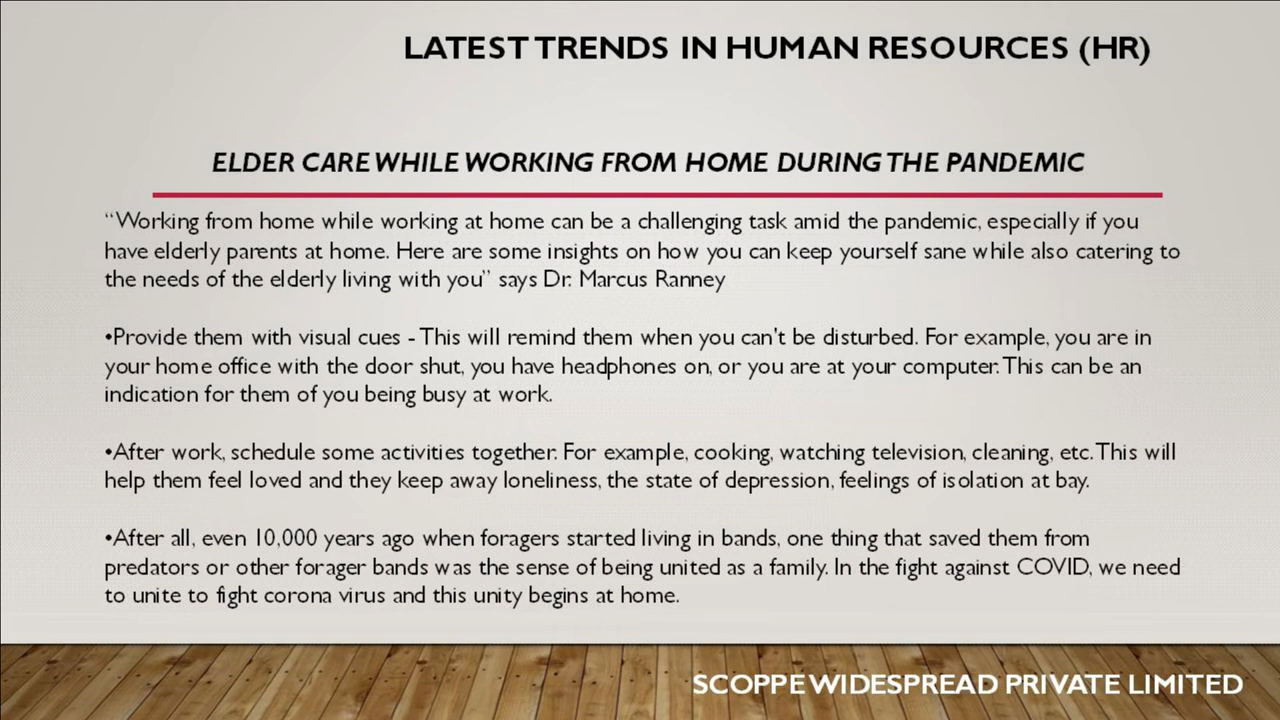 LATEST TRENDS IN HUMAN RESOURCES (HR)
ELDER CARE WHILE WORKING FROM HOME DURING THE PANDEMIC
“Working from home while working at home can be a challenging task amid the pandemic, especially if you
have elderly parents at home. Here are some insights on how you can keep yourself sane while also catering to
the needs of the elderly living with you” says Dr. Marcus Ranney
•Provide them with visual cues - This will remind them when you can't be disturbed. For example, you are in
your home office with the door shut, you have headphones on, or you are at your computer. This can be an
indication for them of you being busy at work.
•After work, schedule some activities together. For example, cooking, watching television, cleaning, etc. This will
help them feel loved and they keep away loneliness, the state of depression, feelings of isolation at bay.
•After all, even 10,000 years ago when foragers started living in bands, one thing that saved them from
predators or other forager bands was the sense of being united as a family. In the fight against COVID, we need
to unite to fight corona virus and this unity begins at home.
SCOPPE WIDESPREAD PRIVATE LIMITED